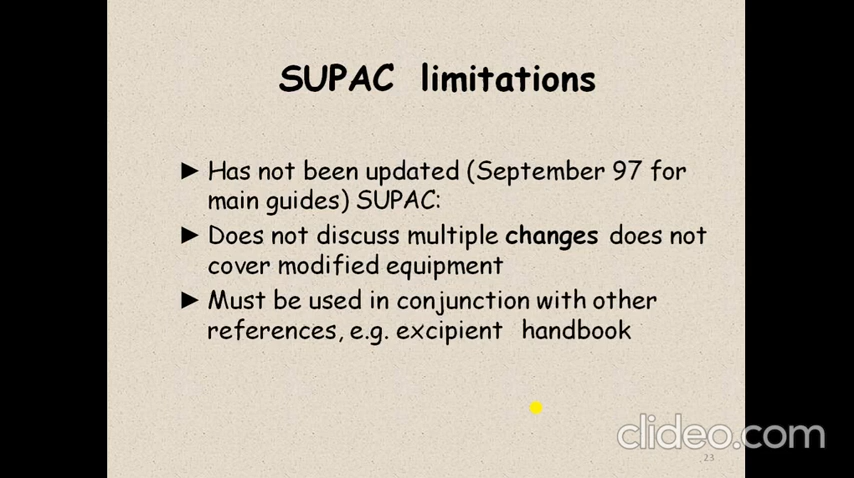 SUPAC limitations
► Has not been updated (September 97 for
main guides) SUPAC:
► Does not discuss multiple changes does not
cover modified equipment
► Must be used in conjunction with other
references, e.g. excipient handbook
clideo.com
23